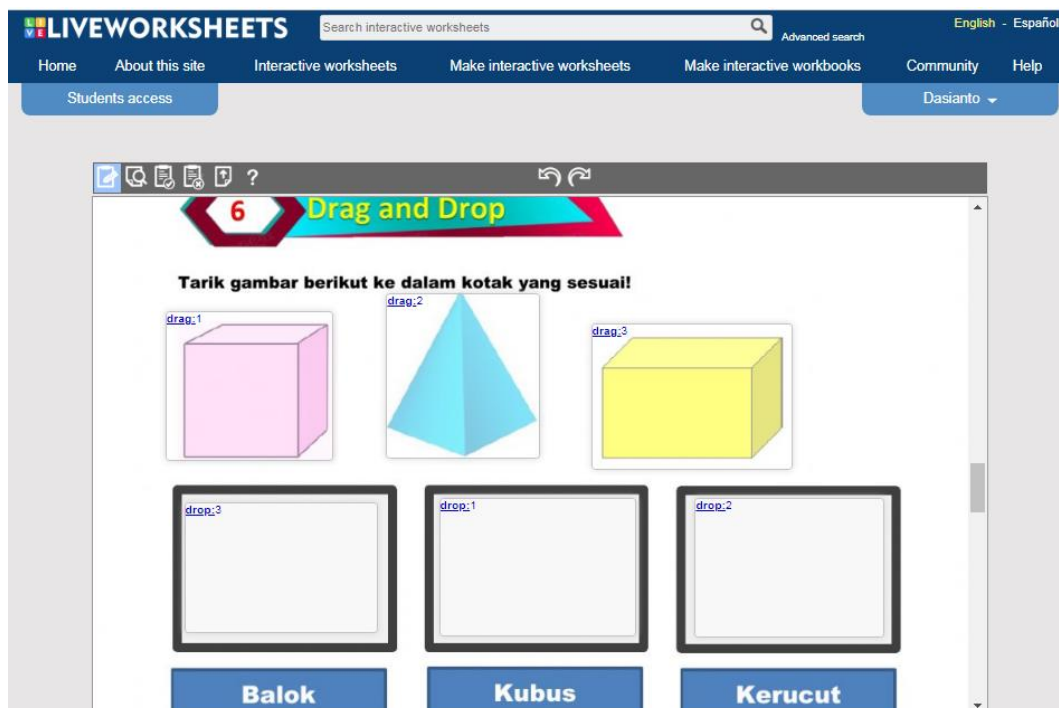 LIVE LIVEWORKSHEETS
Search interactive worksheets
Advanced search
English - Español
Home About this site Interactive worksheets Make interactive worksheets Make interactive workbooks Community Help
Students access
Dasianto
?
6 Drag and Drop
Tarik gambar berikut ke dalam kotak yang sesuai!
drag:1
drag:2
drag:3
drop:3
drop:1
drop:2
Balok
Kubus
Kerucut